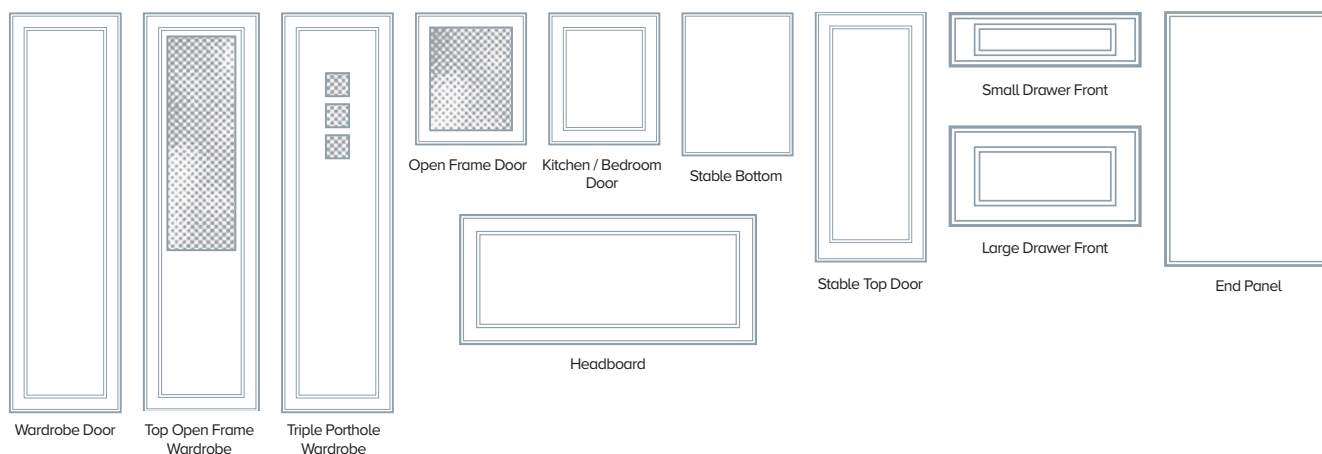 Small Drawer Front
Open Frame Door
Kitchen / Bedroom
Door
Stable Bottom
Large Drawer Front
Stable Top Door
End Panel
Headboard
Wardrobe Door
Top Open Frame
Wardrobe
Triple Porthole
Wardrobe